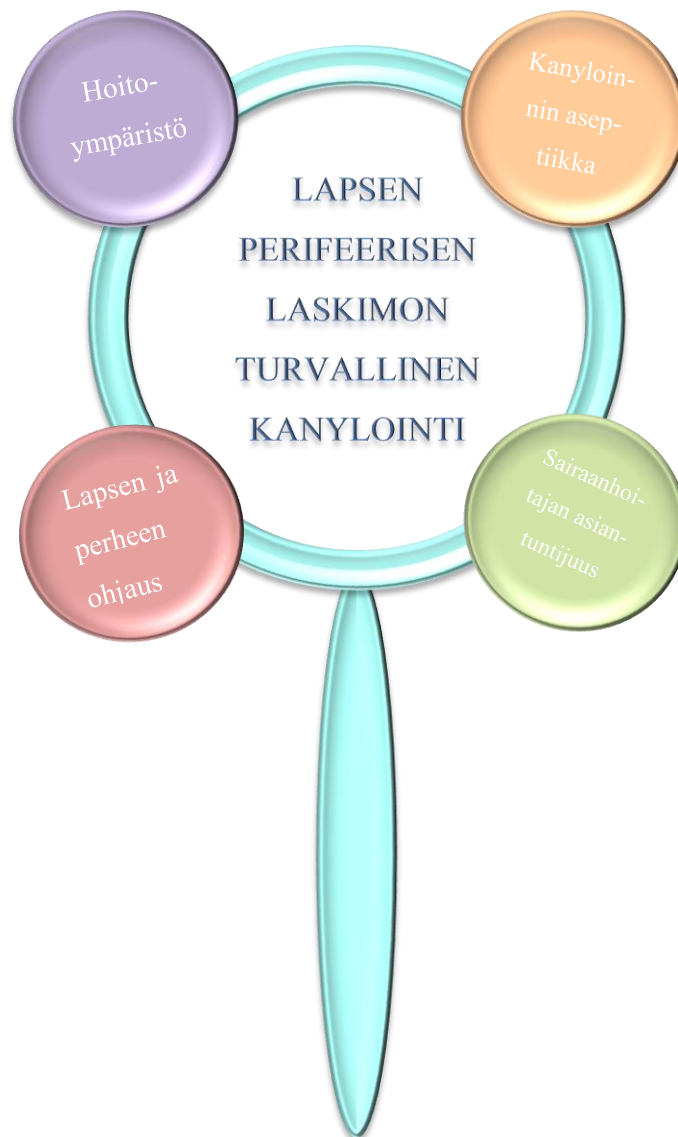 Hoito-
ympäristö
Kanyloin-
nin asep-
tiikka
LAPSEN
PERIFEERISEN
LASKIMON
TURVALLINEN
KANYLOINTI
Lapsen ja
perheen
ohjaus
Sairaanhoi-
tajan asian-
tuntijuus